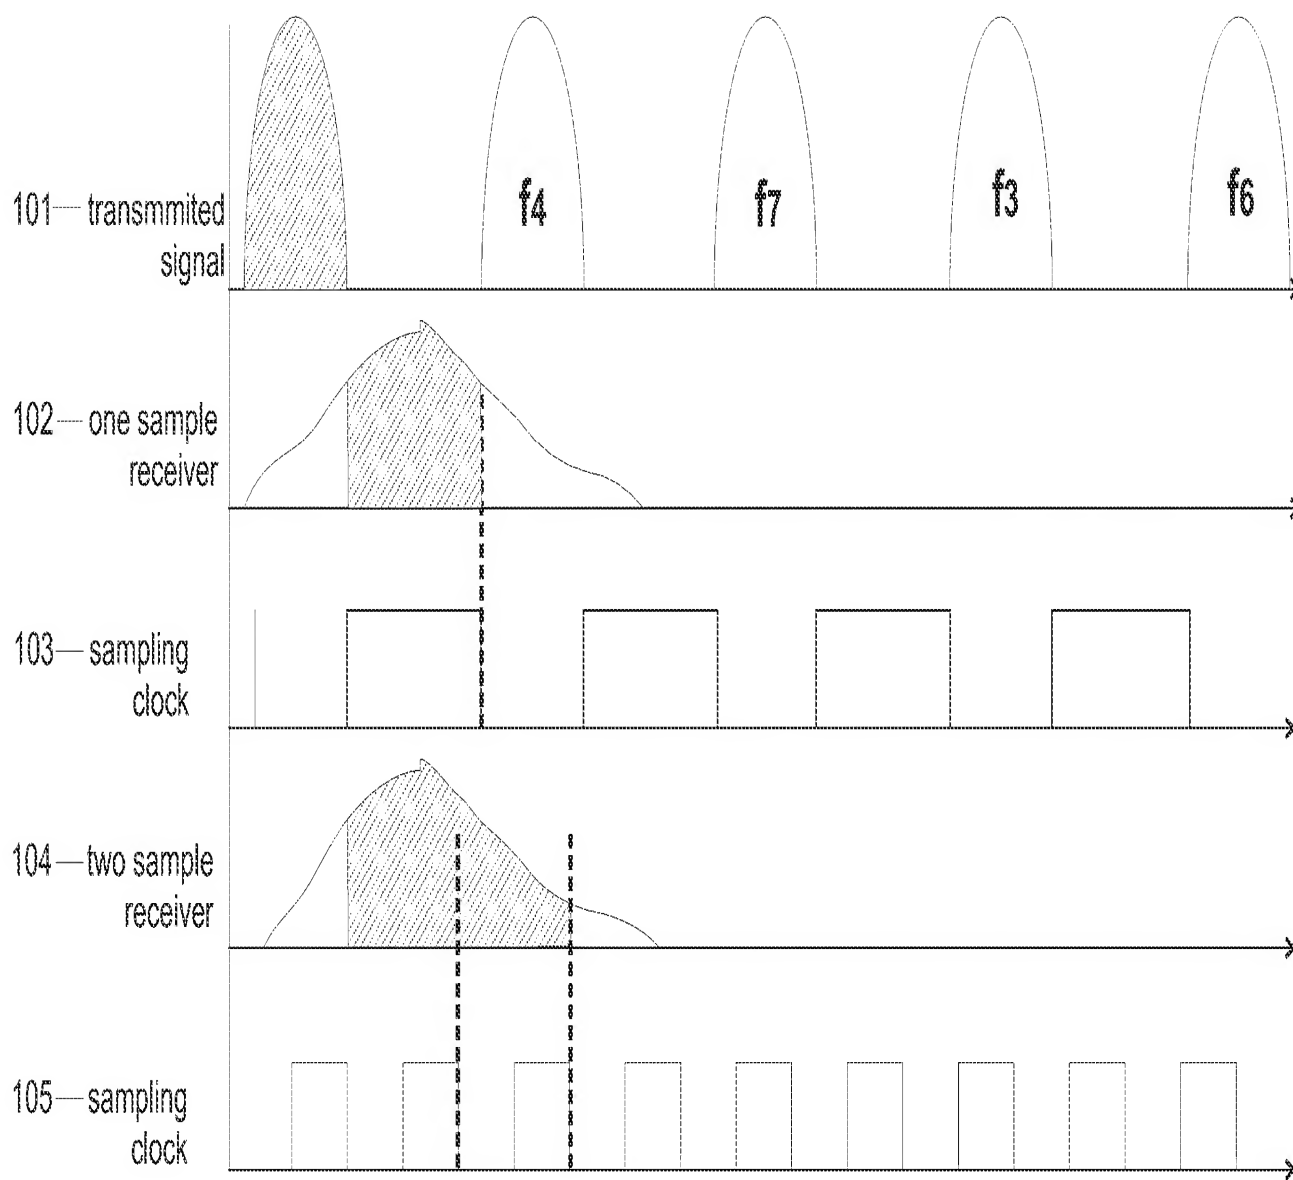 f4
f7
f3
f6
101 transmmited
signal
102 one sample
receiver
103 sampling
clock
104 two sample
receiver
105 sampling
clock